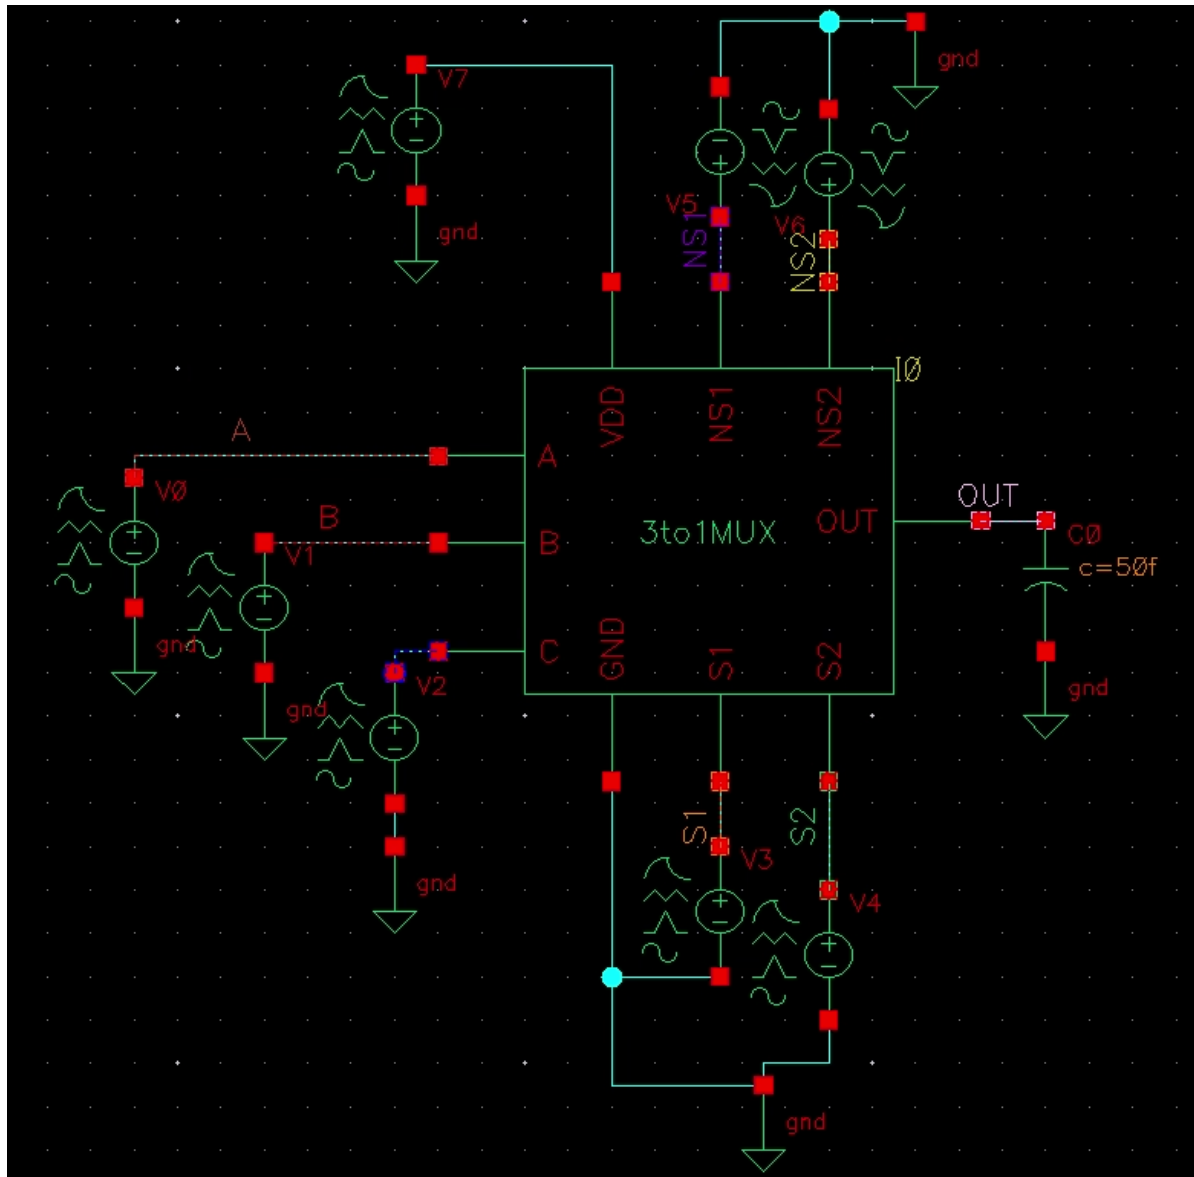 gnd
V7
V5
NS1
V6
NS2
gnd
I0
VDD
NS1
NS2
A
A
V0
B
V1
B
3to1MUX
OUT
OUT
C0
c=50f
gnd
C
GND
S1
S2
V2
gnd
gnd
gnd
S1
S2
V3
V4
gnd